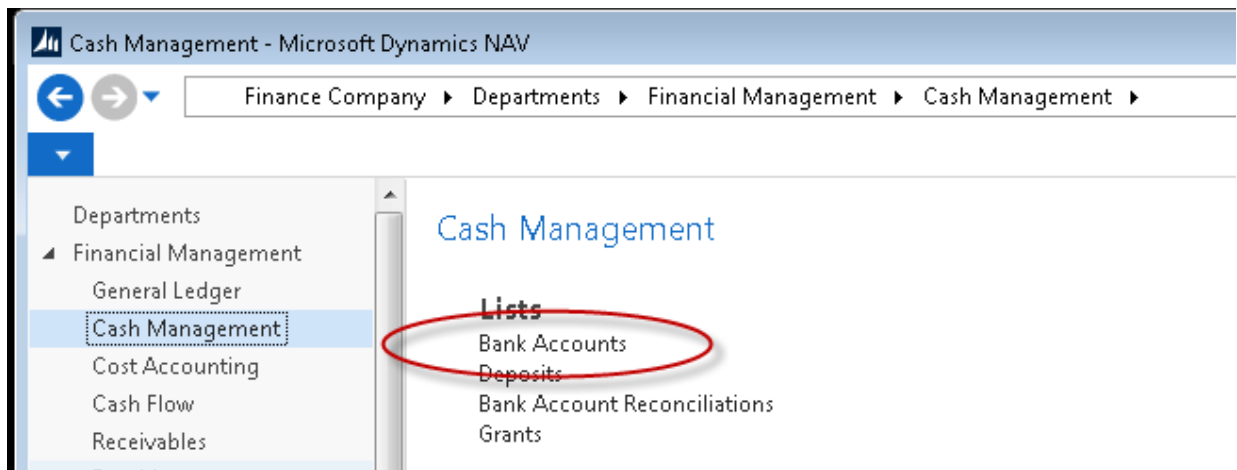 Cash Management - Microsoft Dynamics NAV
Finance Company ▸ Departments ▸ Financial Management ▸ Cash Management ▸
Departments
Financial Management
General Ledger
Cash Management
Cost Accounting
Cash Flow
Receivables
Cash Management
Lists
Bank Accounts
Deposits
Bank Account Reconciliations
Grants